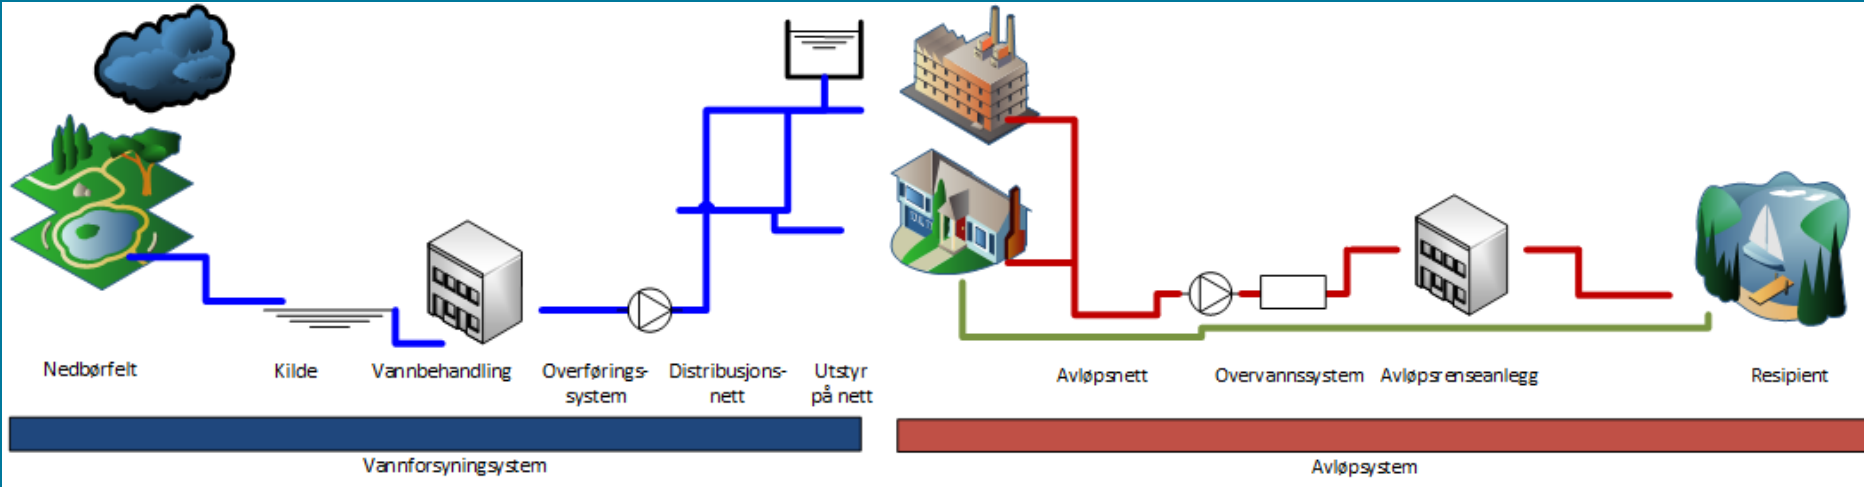 Nedbørfelt
Kilde
Vannbehandling
Overførings-
system
Distribusjons-
nett
Utstyr
på nett
Vannforsyningsystem
Avløpsnett
Overvannssystem
Avløpsrenseanlegg
Resipient
Avløpsystem